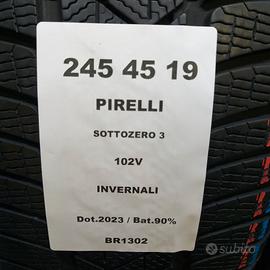 245 45 19
PIRELLI
SOTTOZERO 3
102V
INVERNALI
Dot.2023 / Bat.90%
BR1302
subito